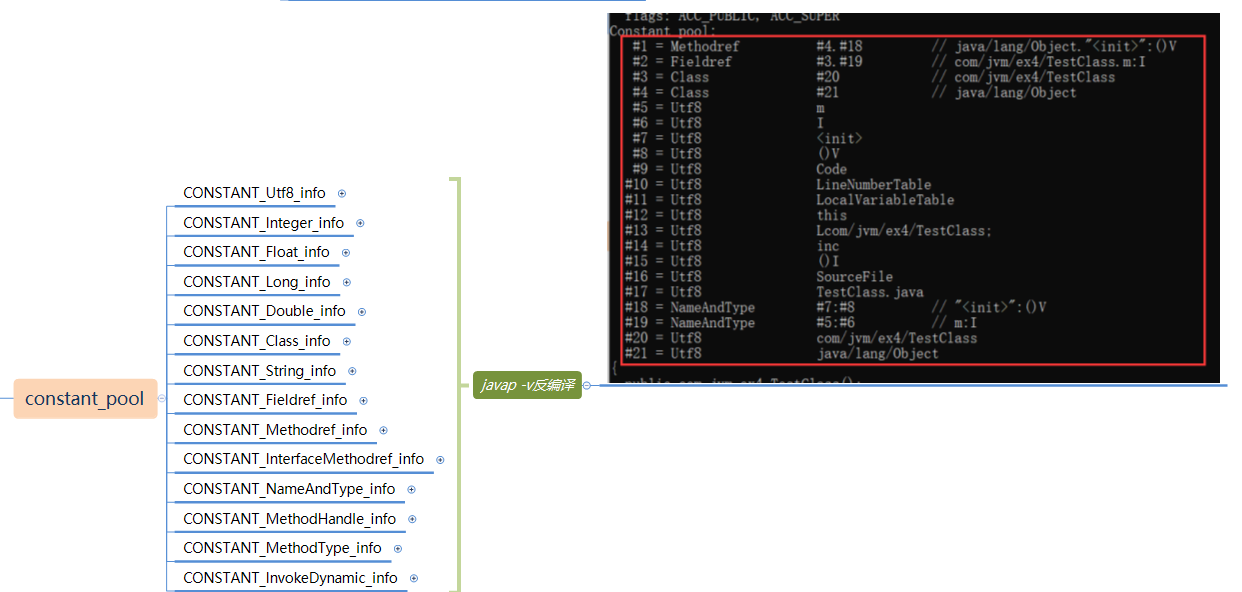 constant_pool
CONSTANT_Utf8_info
CONSTANT_Integer_info
CONSTANT_Float_info
CONSTANT_Long_info
CONSTANT_Double_info
CONSTANT_Class_info
CONSTANT_String_info
CONSTANT_Fieldref_info
CONSTANT_Methodref_info
CONSTANT_InterfaceMethodref_info
CONSTANT_NameAndType_info
CONSTANT_MethodHandle_info
CONSTANT_MethodType_info
CONSTANT_InvokeDynamic_info
javap -v反编译
flags: ACC_PUBLIC, ACC_SUPER
Constant pool:
#1 = Methodref #4.#18 // java/lang/Object."<init>":()V
#2 = Fieldref #3.#19 // com/jvm/ex4/TestClass.m:I
#3 = Class #20 // com/jvm/ex4/TestClass
#4 = Class #21 // java/lang/Object
#5 = Utf8 m
#6 = Utf8 I
#7 = Utf8 <init>
#8 = Utf8 ()V
#9 = Utf8 Code
#10 = Utf8 LineNumberTable
#11 = Utf8 LocalVariableTable
#12 = Utf8 this
#13 = Utf8 Lcom/jvm/ex4/TestClass;
#14 = Utf8 inc
#15 = Utf8 ()I
#16 = Utf8 SourceFile
#17 = Utf8 TestClass.java
#18 = NameAndType #7:#8 // "<init>":()V
#19 = NameAndType #5:#6 // m:I
#20 = Utf8 com/jvm/ex4/TestClass
#21 = Utf8 java/lang/Object
{
public com.jvm.ex4.TestClass();